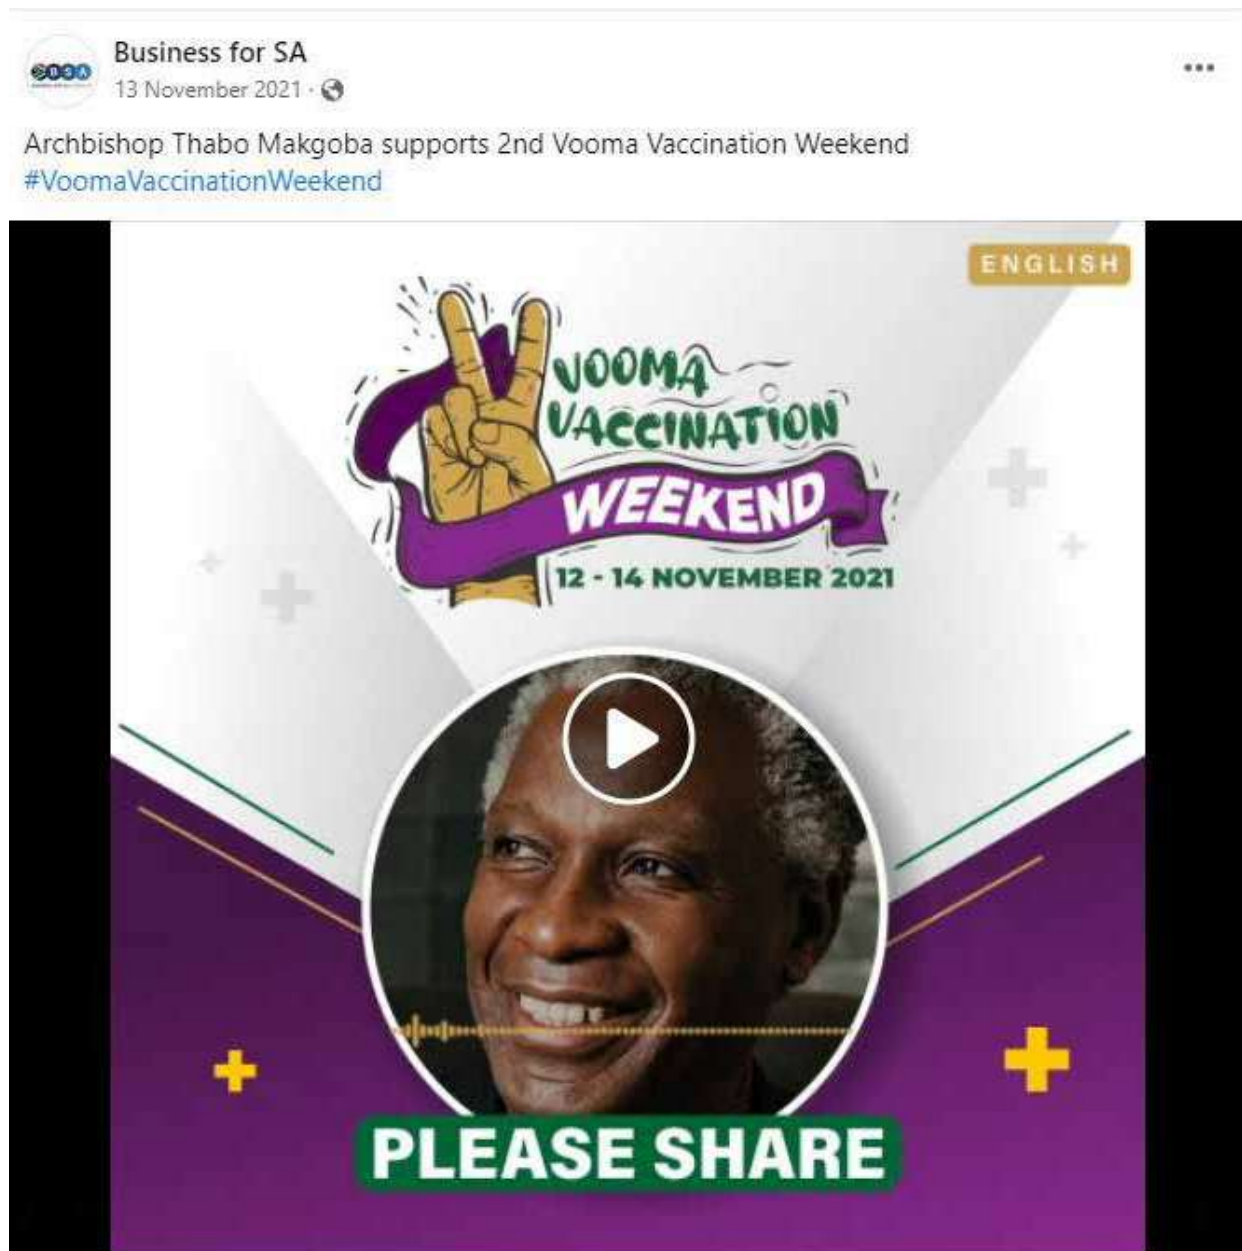 Business for SA
13 November 2021 ·
Archbishop Thabo Makgoba supports 2nd Vooma Vaccination Weekend
#VoomaVaccinationWeekend
ENGLISH
VOOMA
VACCINATION
WEEKEND
12 - 14 NOVEMBER 2021
PLEASE SHARE